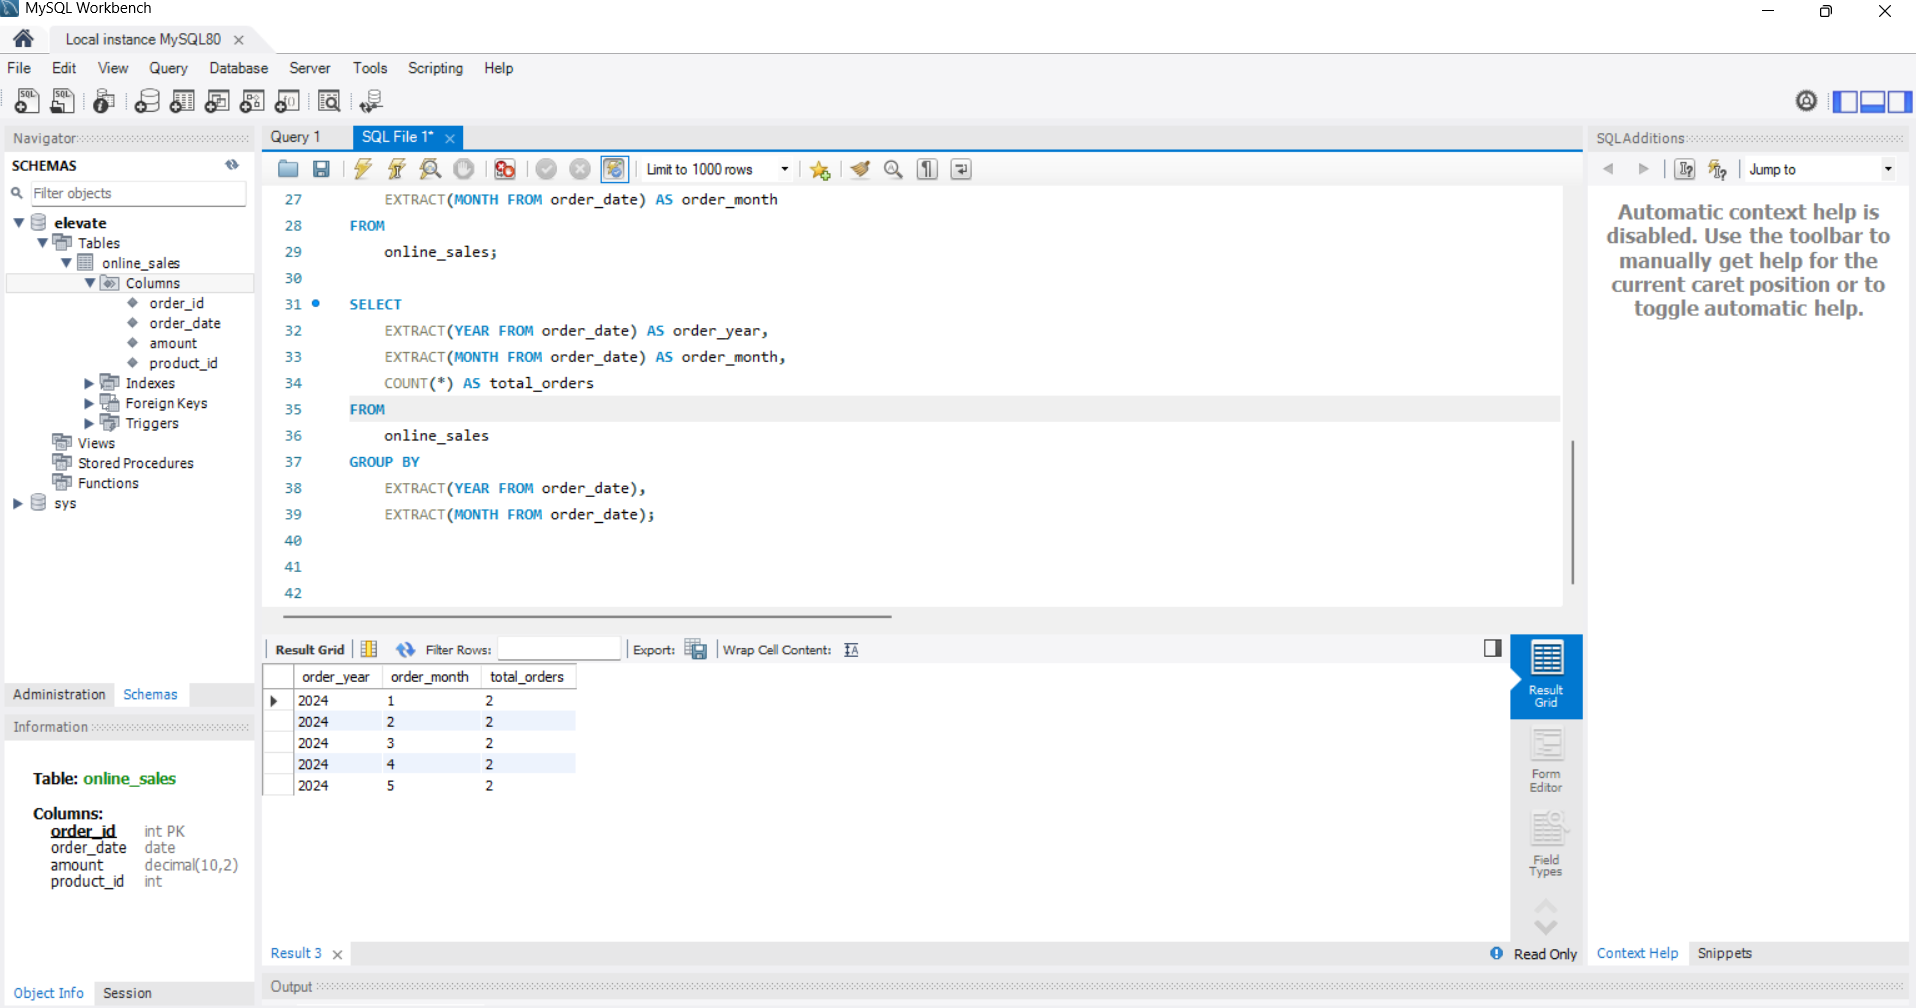 MySQL Workbench
Local instance MySQL80
File Edit View Query Database Server Tools Scripting Help
Navigator
SCHEMAS
Filter objects
elevate
Tables
online_sales
Columns
order_id
order_date
amount
product_id
Indexes
Foreign Keys
Triggers
Views
Stored Procedures
Functions
sys
Administration Schemas
Information
Table: online_sales
Columns:
order_id int PK
order_date date
amount decimal(10,2)
product_id int
Object Info Session
Query 1 SQL File 1*
Limit to 1000 rows
27 EXTRACT(MONTH FROM order_date) AS order_month
28 FROM
29 online_sales;
30
31 SELECT
32 EXTRACT(YEAR FROM order_date) AS order_year,
33 EXTRACT(MONTH FROM order_date) AS order_month,
34 COUNT(*) AS total_orders
35 FROM
36 online_sales
37 GROUP BY
38 EXTRACT(YEAR FROM order_date),
39 EXTRACT(MONTH FROM order_date);
40
41
42
Result Grid Filter Rows: Export: Wrap Cell Content:
order_year order_month total_orders
2024 1 2
2024 2 2
2024 3 2
2024 4 2
2024 5 2
Result
Grid
Form
Editor
Field
Types
Result 3
Read Only
Output
SQLAdditions
Jump to
Automatic context help is
disabled. Use the toolbar to
manually get help for the
current caret position or to
toggle automatic help.
Context Help Snippets